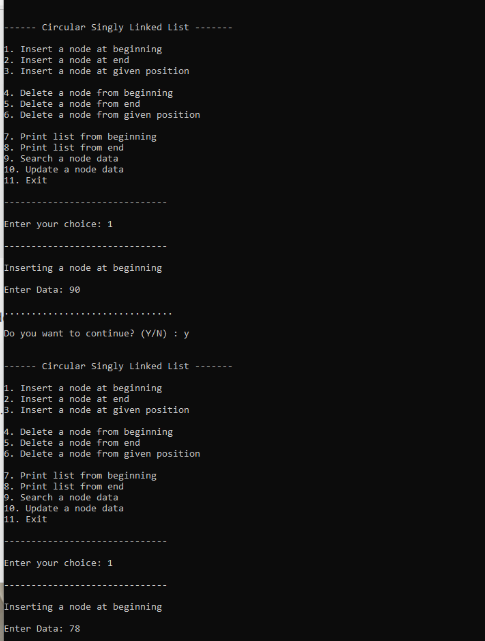 ------ Circular Singly Linked List -------
1. Insert a node at beginning
2. Insert a node at end
3. Insert a node at given position
4. Delete a node from beginning
5. Delete a node from end
6. Delete a node from given position
7. Print list from beginning
8. Print list from end
9. Search a node data
10. Update a node data
11. Exit
------------------------------
Enter your choice: 1
------------------------------
Inserting a node at beginning
Enter Data: 90
...............................
Do you want to continue? (Y/N) : y
------ Circular Singly Linked List -------
1. Insert a node at beginning
2. Insert a node at end
3. Insert a node at given position
4. Delete a node from beginning
5. Delete a node from end
6. Delete a node from given position
7. Print list from beginning
8. Print list from end
9. Search a node data
10. Update a node data
11. Exit
------------------------------
Enter your choice: 1
------------------------------
Inserting a node at beginning
Enter Data: 78